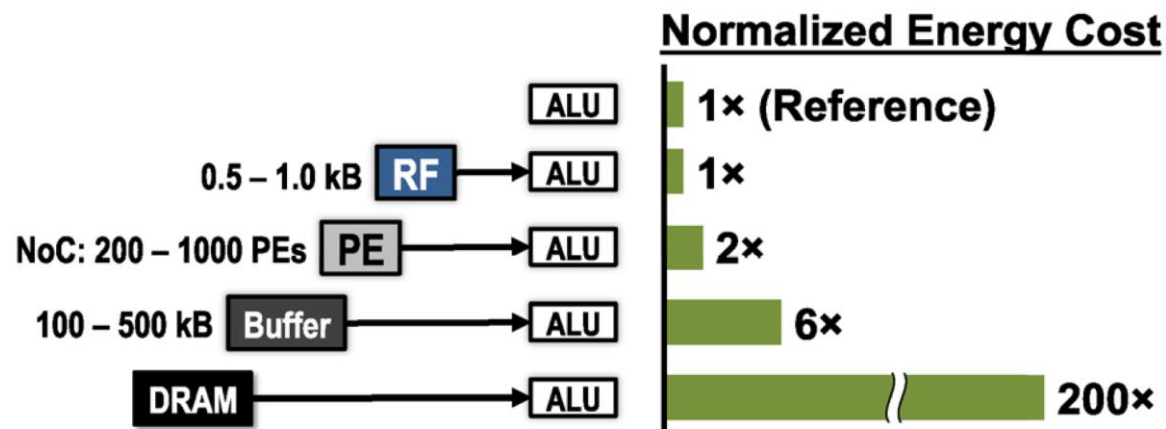 Normalized Energy Cost
ALU 1× (Reference)
0.5 – 1.0 kB RF ALU 1×
NoC: 200 – 1000 PEs PE ALU 2×
100 – 500 kB Buffer ALU 6×
DRAM ALU 200×